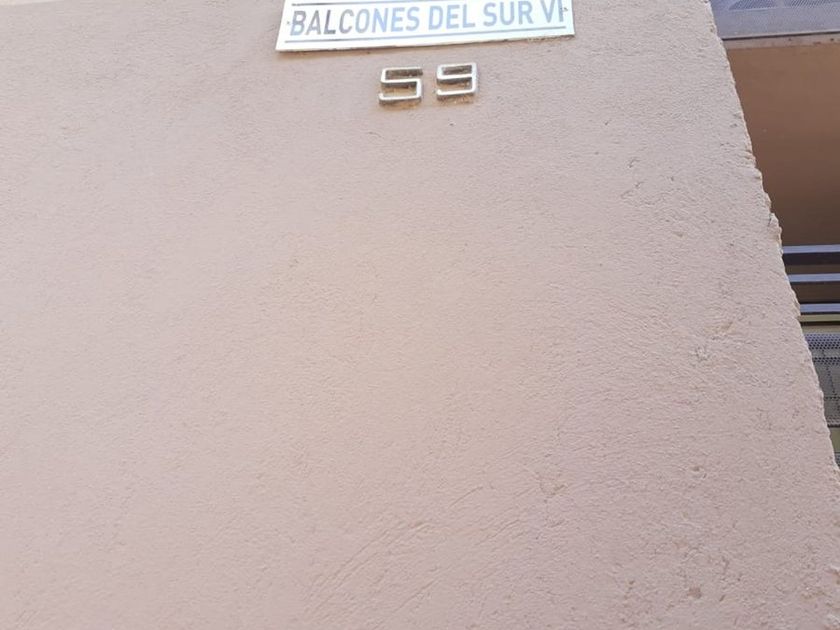 BALCONES DEL SUR VI
59